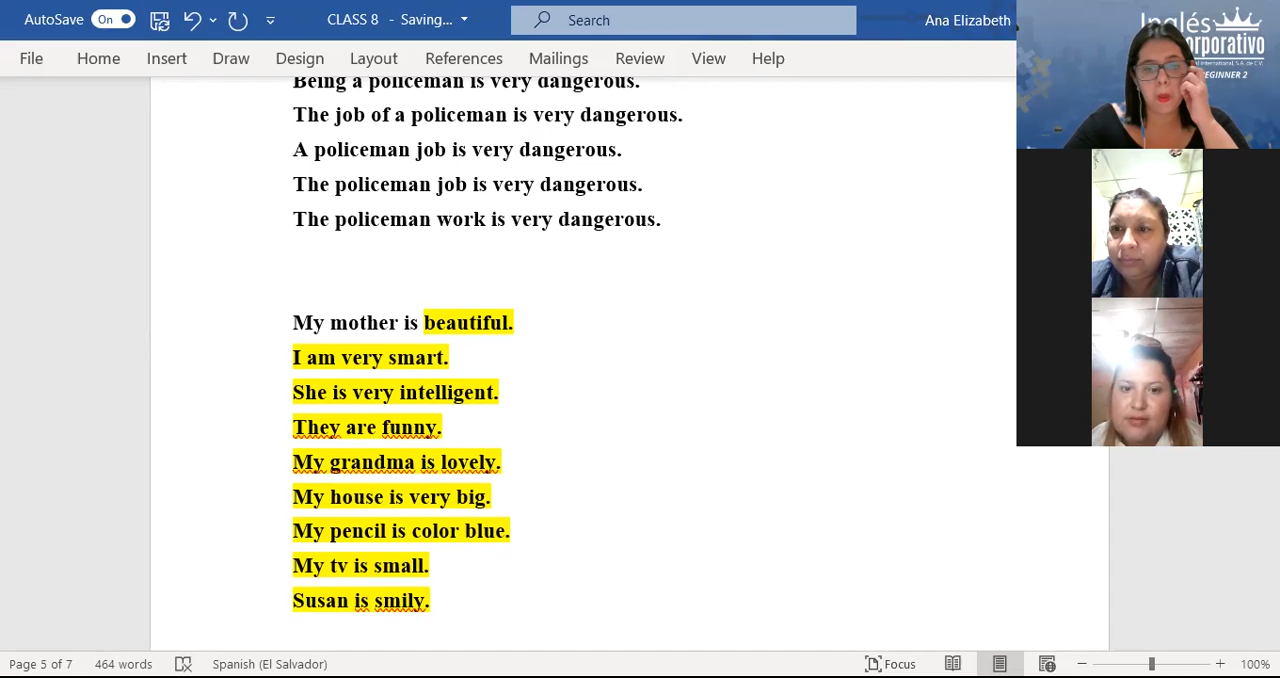 AutoSave On CLASS 8 - Saving... Search Ana Elizabeth
File Home Insert Draw Design Layout References Mailings Review View Help
Inglés
Corporativo
BEGINNER 2
Being a policeman is very dangerous.
The job of a policeman is very dangerous.
A policeman job is very dangerous.
The policeman job is very dangerous.
The policeman work is very dangerous.
My mother is beautiful.
I am very smart.
She is very intelligent.
They are funny.
My grandma is lovely.
My house is very big.
My pencil is color blue.
My tv is small.
Susan is smily.
Page 5 of 7 464 words Spanish (El Salvador) Focus 100%